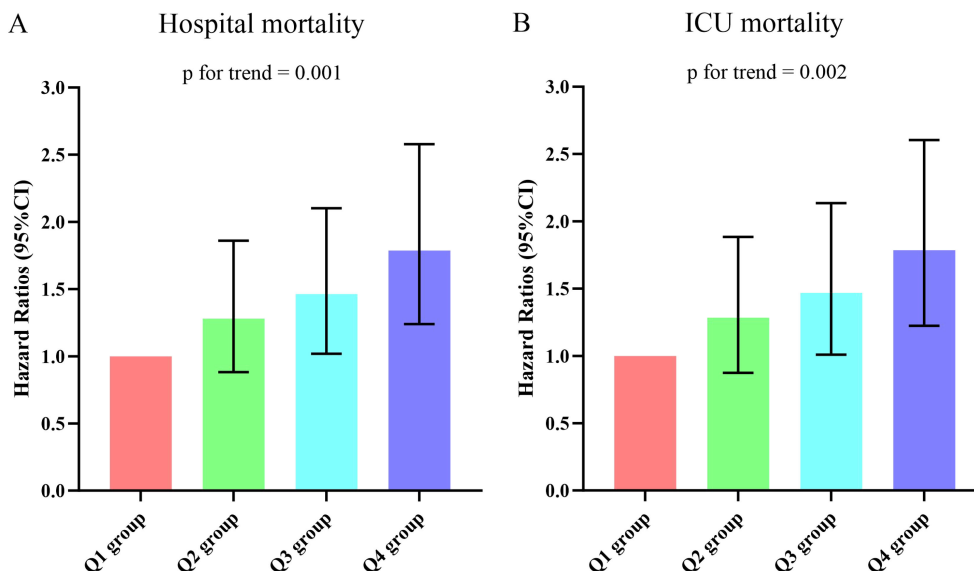 A
Hospital mortality
p for trend = 0.001
Hazard Ratios (95%CI)
3.0
2.5
2.0
1.5
1.0
0.5
0.0
Q1 group
Q2 group
Q3 group
Q4 group
B
ICU mortality
p for trend = 0.002
Hazard Ratios (95%CI)
3.0
2.5
2.0
1.5
1.0
0.5
0.0
Q1 group
Q2 group
Q3 group
Q4 group